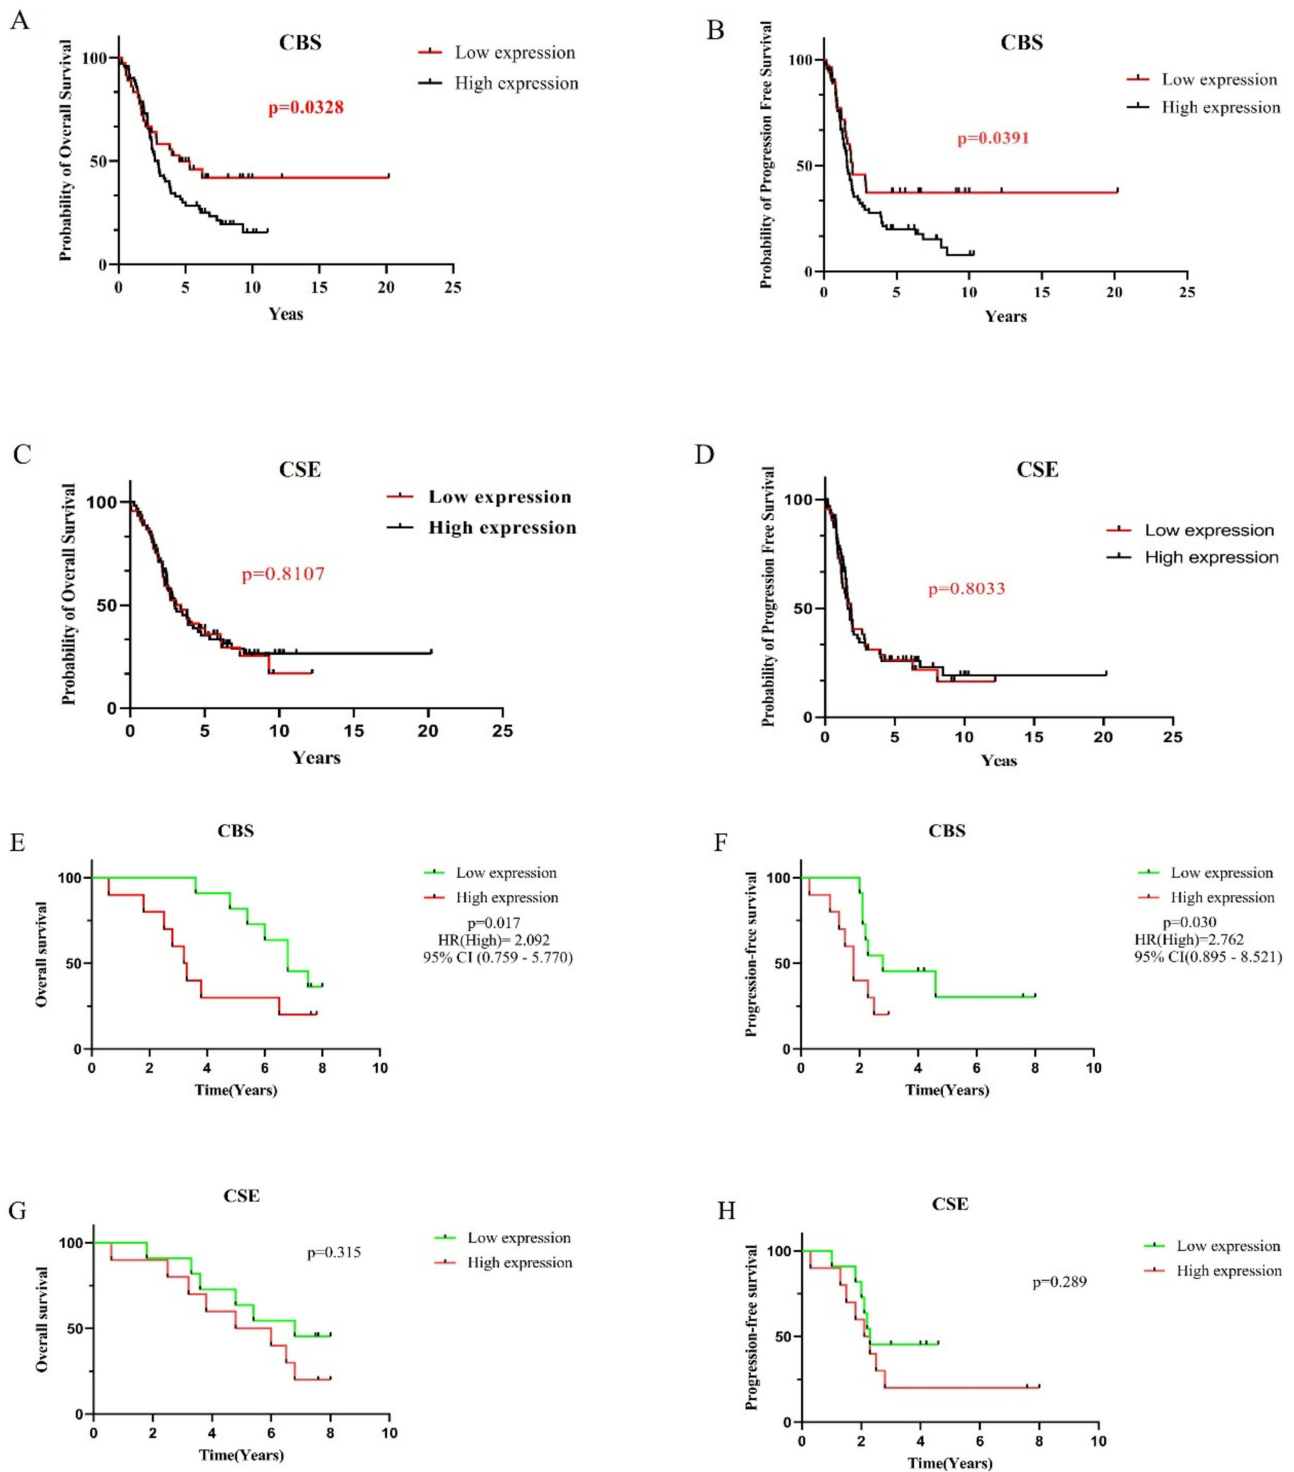 A
CBS
Low expression
High expression
p=0.0328
Probability of Overall Survival
100
50
0
0 5 10 15 20 25
Yeas
B
CBS
Low expression
High expression
p=0.0391
Probability of Progression Free Survival
100
50
0
0 5 10 15 20 25
Years
C
CSE
Low expression
High expression
p=0.8107
Probability of Overall Survival
100
50
0
0 5 10 15 20 25
Years
D
CSE
Low expression
High expression
p=0.8033
Probability of Progression Free Survival
100
50
0
0 5 10 15 20 25
Yeas
E
CBS
Low expression
High expression
p=0.017
HR(High)= 2.092
95% CI (0.759 - 5.770)
Overall survival
100
50
0
0 2 4 6 8 10
Time(Years)
F
CBS
Low expression
High expression
p=0.030
HR(High)=2.762
95% CI(0.895 - 8.521)
Progression-free survival
100
50
0
0 2 4 6 8 10
Time(Years)
G
CSE
Low expression
High expression
p=0.315
Overall survival
100
50
0
0 2 4 6 8 10
Time(Years)
H
CSE
Low expression
High expression
p=0.289
Progression-free survival
100
50
0
0 2 4 6 8 10
Time(Years)